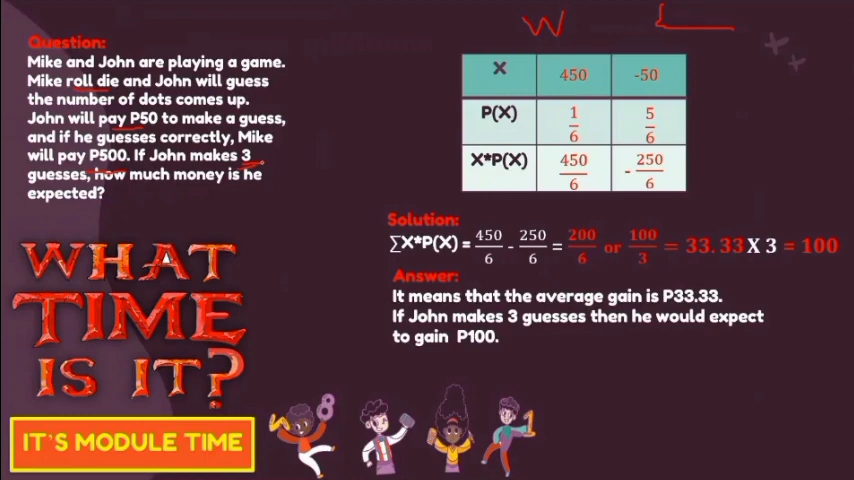 W L
Question:
Mike and John are playing a game.
Mike roll die and John will guess
the number of dots comes up.
John will pay P50 to make a guess,
and if he guesses correctly, Mike
will pay P500. If John makes 3
guesses, how much money is he
expected?
X 450 -50
P(X) 1/6 5/6
X*P(X) 450/6 - 250/6
Solution:
∑X*P(X) = 450/6 - 250/6 = 200/6 or 100/3 = 33.33 X 3 = 100
Answer:
It means that the average gain is P33.33.
If John makes 3 guesses then he would expect
to gain P100.
WHAT
TIME
IS IT?
IT'S MODULE TIME
8
1